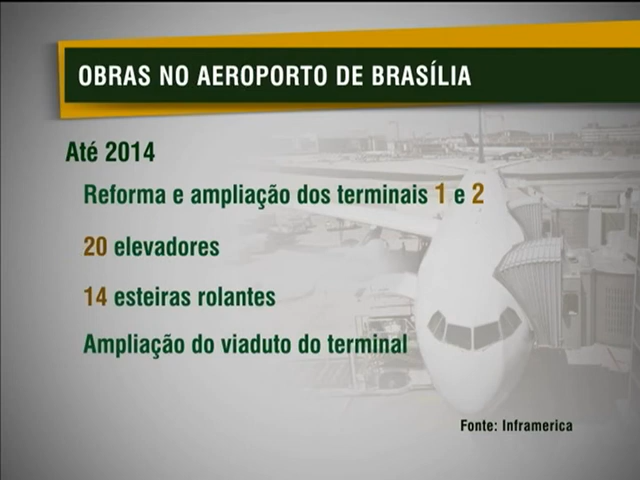 OBRAS NO AEROPORTO DE BRASÍLIA
Até 2014
Reforma e ampliação dos terminais 1 e 2
20 elevadores
14 esteiras rolantes
Ampliação do viaduto do terminal
Fonte: Inframerica